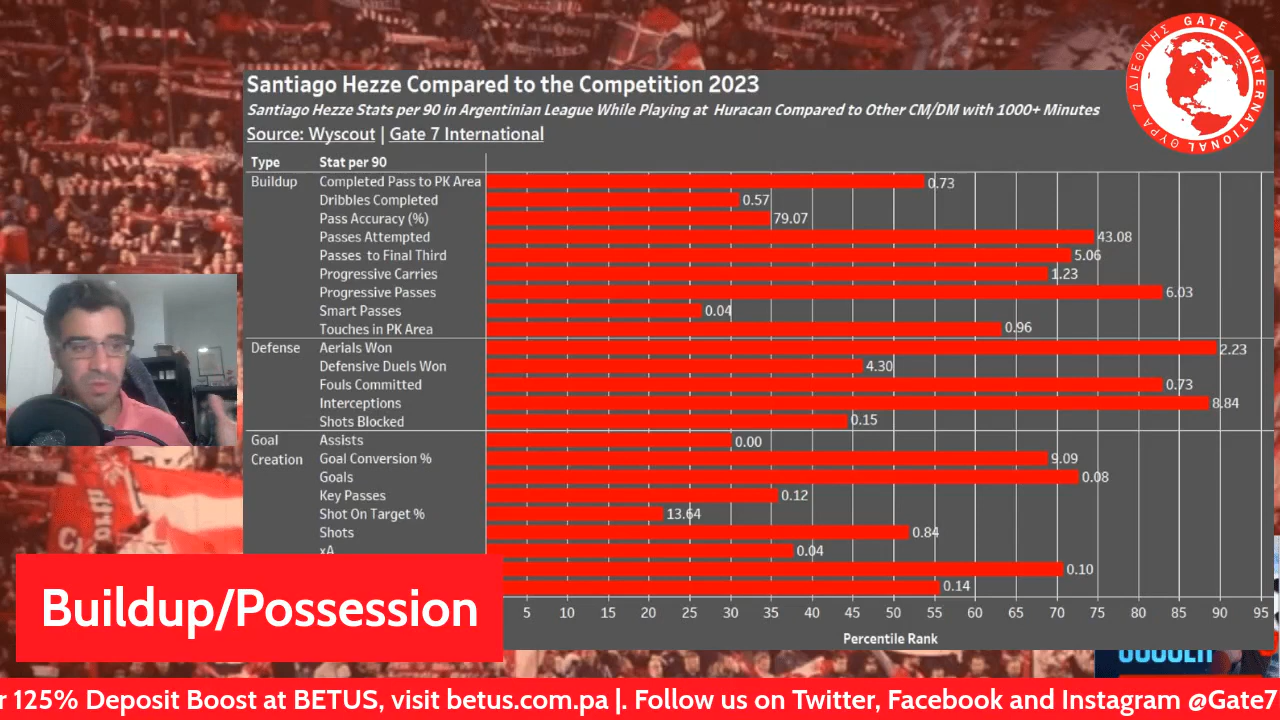 Santiago Hezze Compared to the Competition 2023
Santiago Hezze Stats per 90 in Argentinian League While Playing at Huracan Compared to Other CM/DM with 1000+ Minutes
Source: Wyscout | Gate 7 International
GATE 7 INTERNATIONAL ΘΥΡΑ 7 ΔΙΕΘΝΗΣ
Type Stat per 90
Buildup Completed Pass to PK Area 0.73
Dribbles Completed 0.57
Pass Accuracy (%) 79.07
Passes Attempted 43.08
Passes to Final Third 5.06
Progressive Carries 1.23
Progressive Passes 6.03
Smart Passes 0.04
Touches in PK Area 0.96
Defense Aerials Won 2.23
Defensive Duels Won 4.30
Fouls Committed 0.73
Interceptions 8.84
Shots Blocked 0.15
Goal Assists 0.00
Creation Goal Conversion % 9.09
Goals 0.08
Key Passes 0.12
Shot On Target % 13.64
Shots 0.84
xA 0.04
0.10
0.14
5 10 15 20 25 30 35 40 45 50 55 60 65 70 75 80 85 90 95
Percentile Rank
Buildup/Possession
r 125% Deposit Boost at BETUS, visit betus.com.pa |. Follow us on Twitter, Facebook and Instagram @Gate7